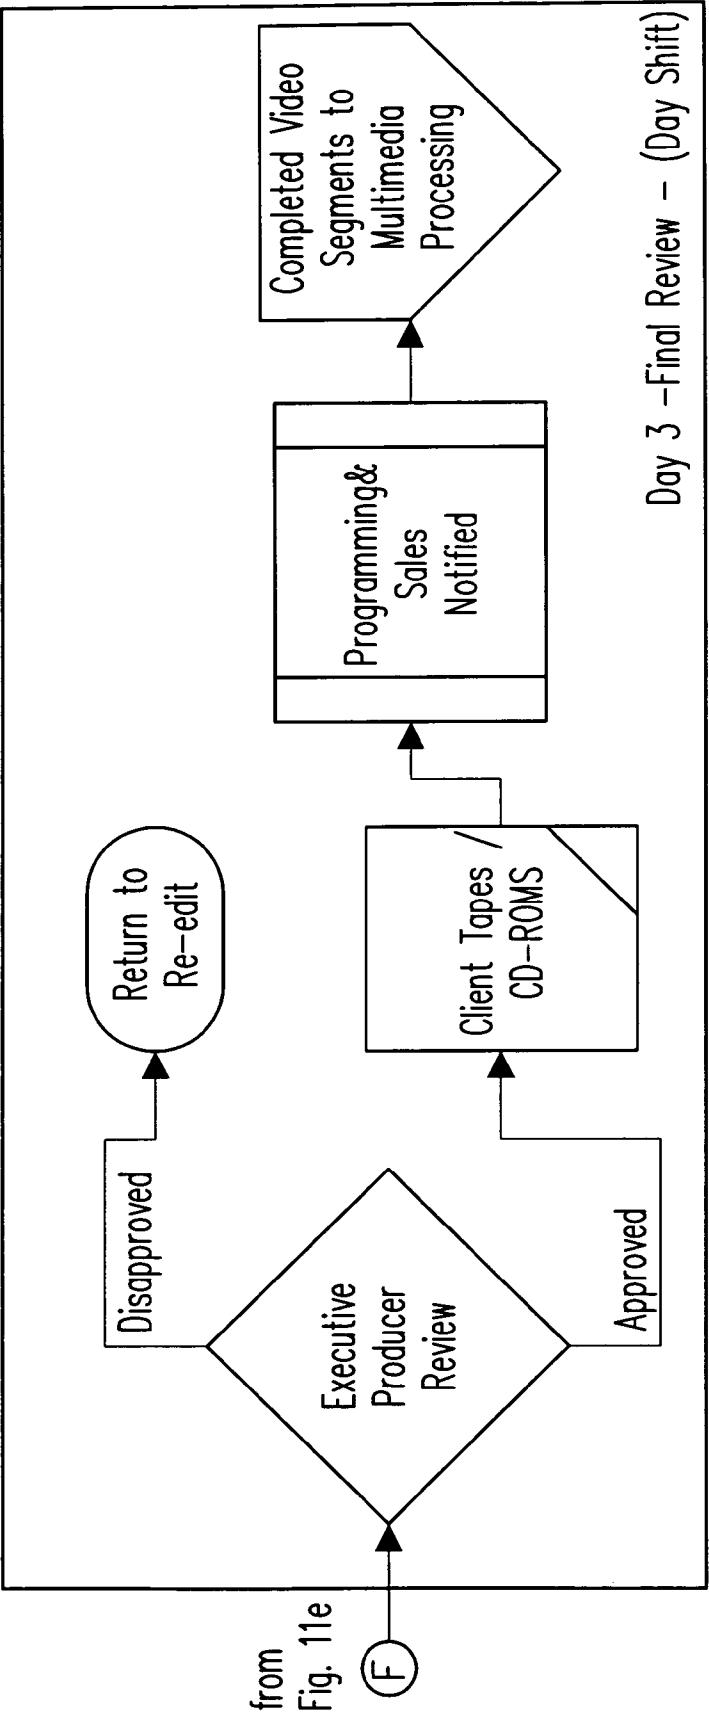 from
Fig. 11e
F
Executive
Producer
Review
Disapproved
Return to
Re-edit
Approved
Client Tapes /
CD-ROMS
Programming&
Sales
Notified
Completed Video
Segments to
Multimedia
Processing
Day 3 -Final Review - (Day Shift)